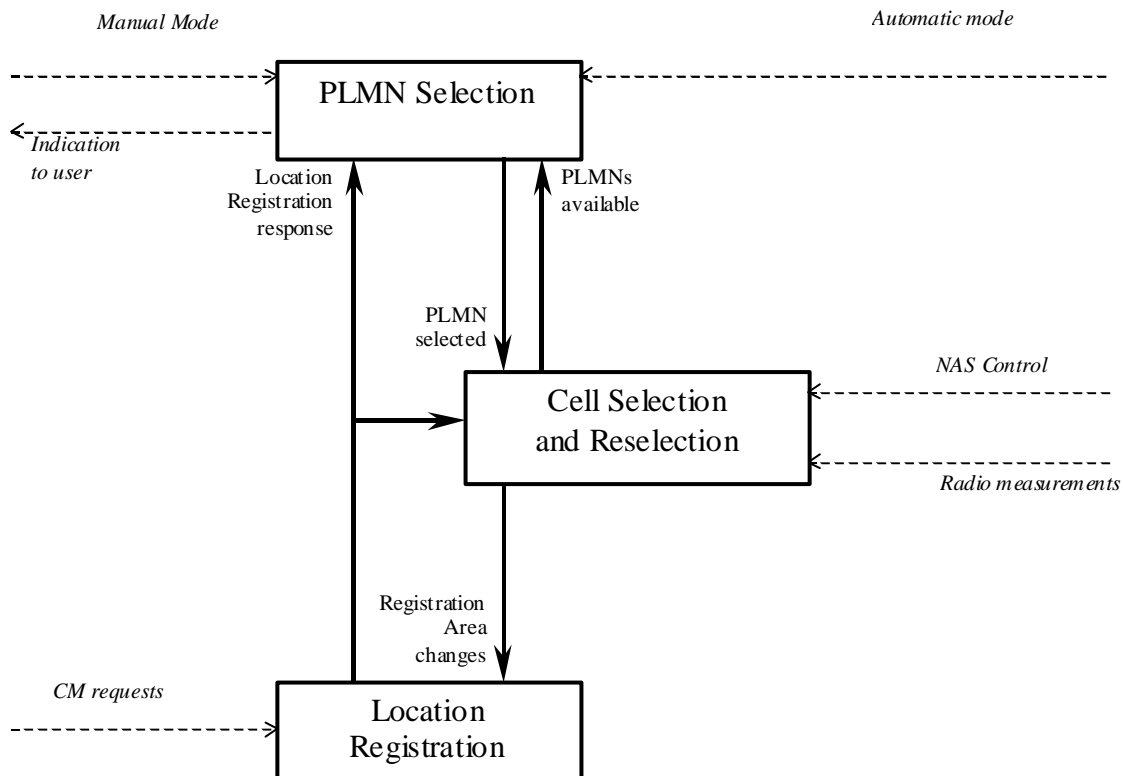 Manual Mode
Automatic mode
PLMN Selection
Indication
to user
Location
Registration
response
PLMNs
available
PLMN
selected
NAS Control
Cell Selection
and Reselection
Radio measurements
Registration
Area
changes
CM requests
Location
Registration